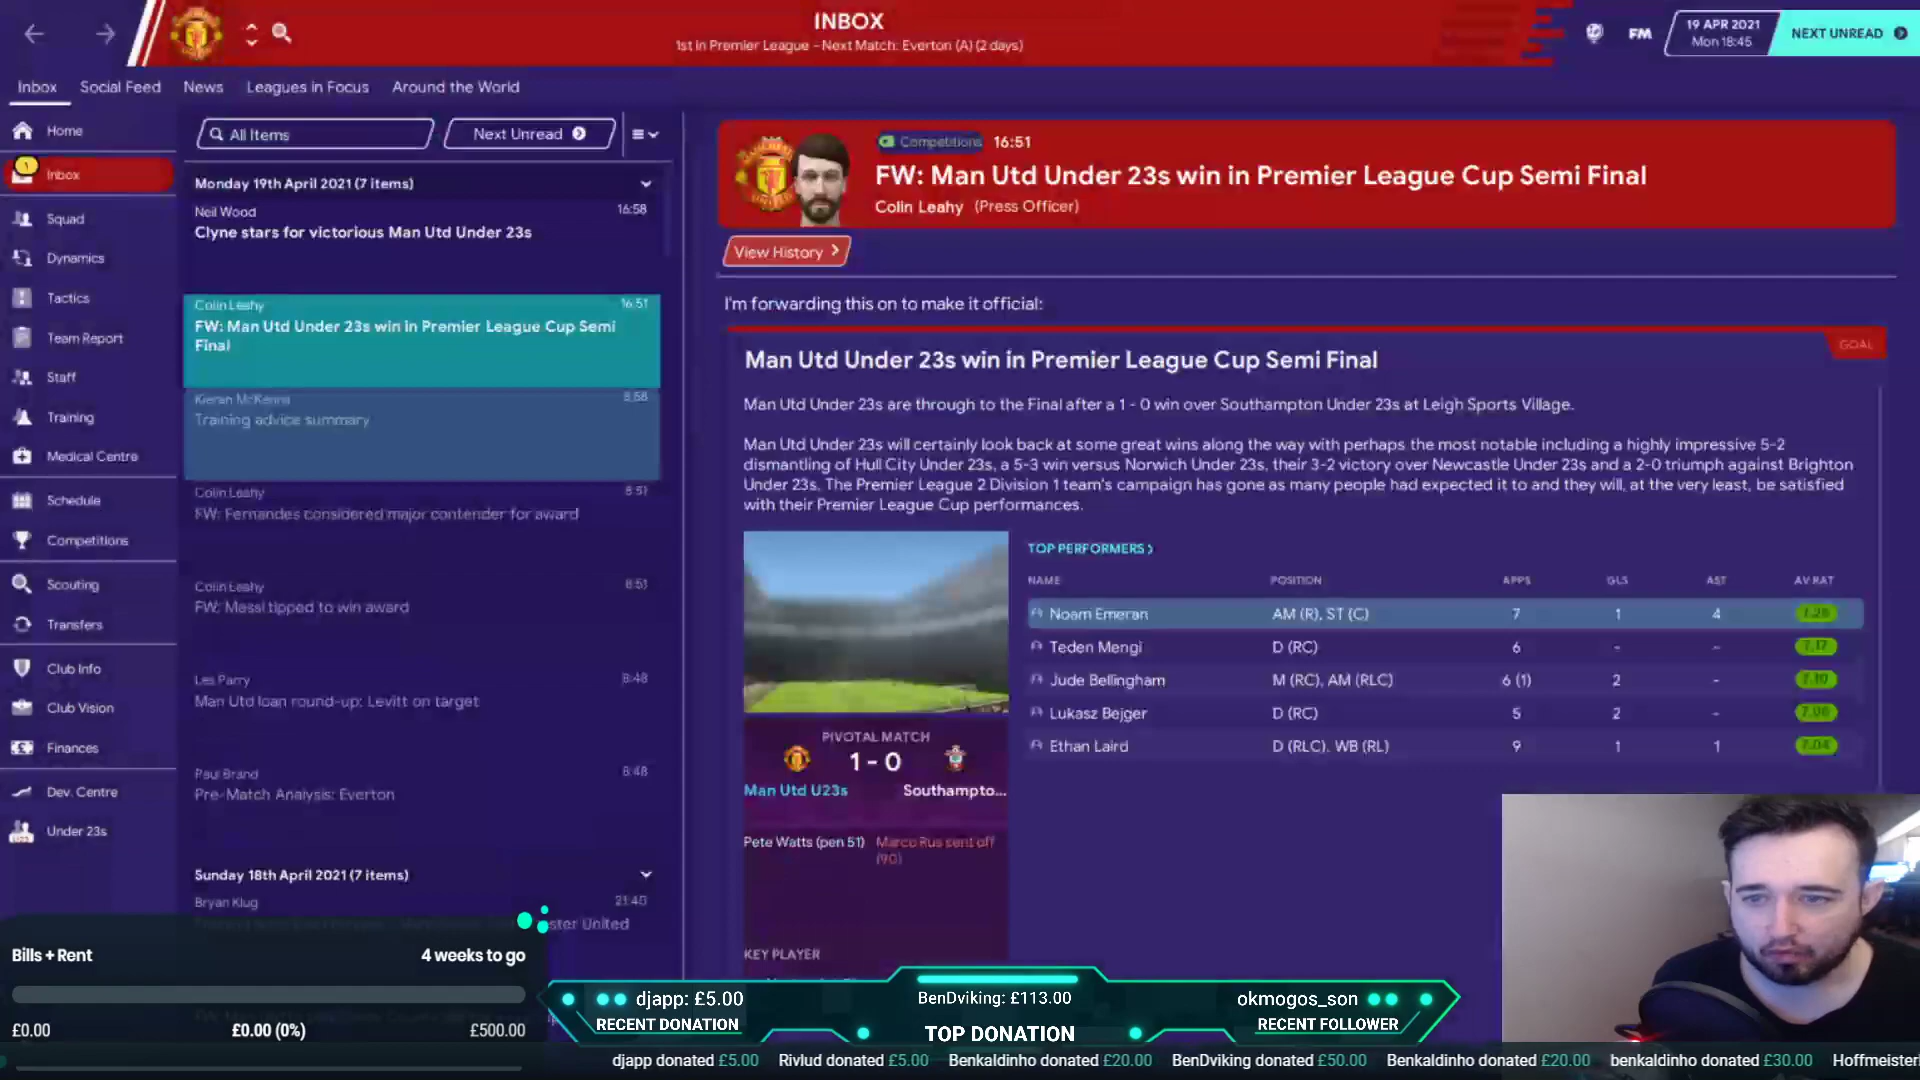 INBOX
1st in Premier League - Next Match: Everton (A) (2 days)
FM
19 APR 2021
Mon 18:45
NEXT UNREAD
Inbox
Social Feed
News
Leagues in Focus
Around the World
Home
1
Inbox
Squad
Dynamics
Tactics
Team Report
Staff
Training
Medical Centre
Schedule
Competitions
Scouting
Transfers
Club Info
Club Vision
Finances
Dev. Centre
Under 23s
All Items
Next Unread
Monday 19th April 2021 (7 items)
Neil Wood 16:58
Clyne stars for victorious Man Utd Under 23s
Colin Leahy 16:51
FW: Man Utd Under 23s win in Premier League Cup Semi
Final
Kieran McKenna 8:58
Training advice summary
Colin Leahy 8:51
FW: Fernandes considered major contender for award
Colin Leahy 8:51
FW: Messi tipped to win award
Les Parry 8:48
Man Utd loan round-up: Levitt on target
Paul Brand 8:48
Pre-Match Analysis: Everton
Sunday 18th April 2021 (7 items)
Bryan Klug 21:45
United
Competitions 16:51
FW: Man Utd Under 23s win in Premier League Cup Semi Final
Colin Leahy (Press Officer)
View History
I'm forwarding this on to make it official:
GOAL
Man Utd Under 23s win in Premier League Cup Semi Final
Man Utd Under 23s are through to the Final after a 1 - 0 win over Southampton Under 23s at Leigh Sports Village.
Man Utd Under 23s will certainly look back at some great wins along the way with perhaps the most notable including a highly impressive 5-2
dismantling of Hull City Under 23s, a 5-3 win versus Norwich Under 23s, their 3-2 victory over Newcastle Under 23s and a 2-0 triumph against Brighton
Under 23s. The Premier League 2 Division 1 team's campaign has gone as many people had expected it to and they will, at the very least, be satisfied
with their Premier League Cup performances.
TOP PERFORMERS
NAME POSITION APPS GLS AST AV RAT
Noam Emeran AM (R), ST (C) 7 1 4
Teden Mengi D (RC) 6 - - 7.17
Jude Bellingham M (RC), AM (RLC) 6 (1) 2 -
Lukasz Bejger D (RC) 5 2 -
Ethan Laird D (RLC), WB (RL) 9 1 1 7.04
PIVOTAL MATCH
1 - 0
Man Utd U23s Southampto...
Pete Watts (pen 51) Marco Rus sent off
(90)
KEY PLAYER
Bills + Rent 4 weeks to go
£0.00 £0.00 (0%) £500.00
djapp: £5.00
RECENT DONATION
BenDviking: £113.00
TOP DONATION
okmogos_son
RECENT FOLLOWER
djapp donated £5.00 Rivlud donated £5.00 Benkaldinho donated £20.00 BenDviking donated £50.00 Benkaldinho donated £20.00 benkaldinho donated £30.00 Hoffmeister